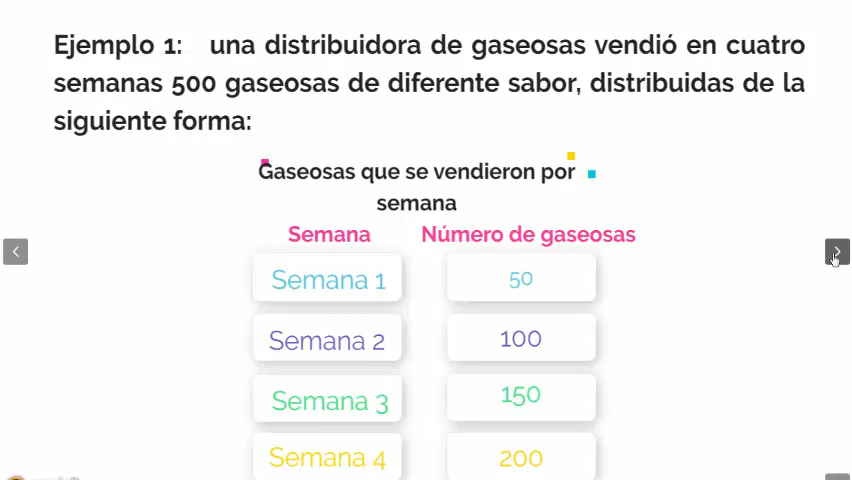 Ejemplo 1: una distribuidora de gaseosas vendió en cuatro
semanas 500 gaseosas de diferente sabor, distribuidas de la
siguiente forma:
Gaseosas que se vendieron por
semana
Semana Número de gaseosas
Semana 1 50
Semana 2 100
Semana 3 150
Semana 4 200